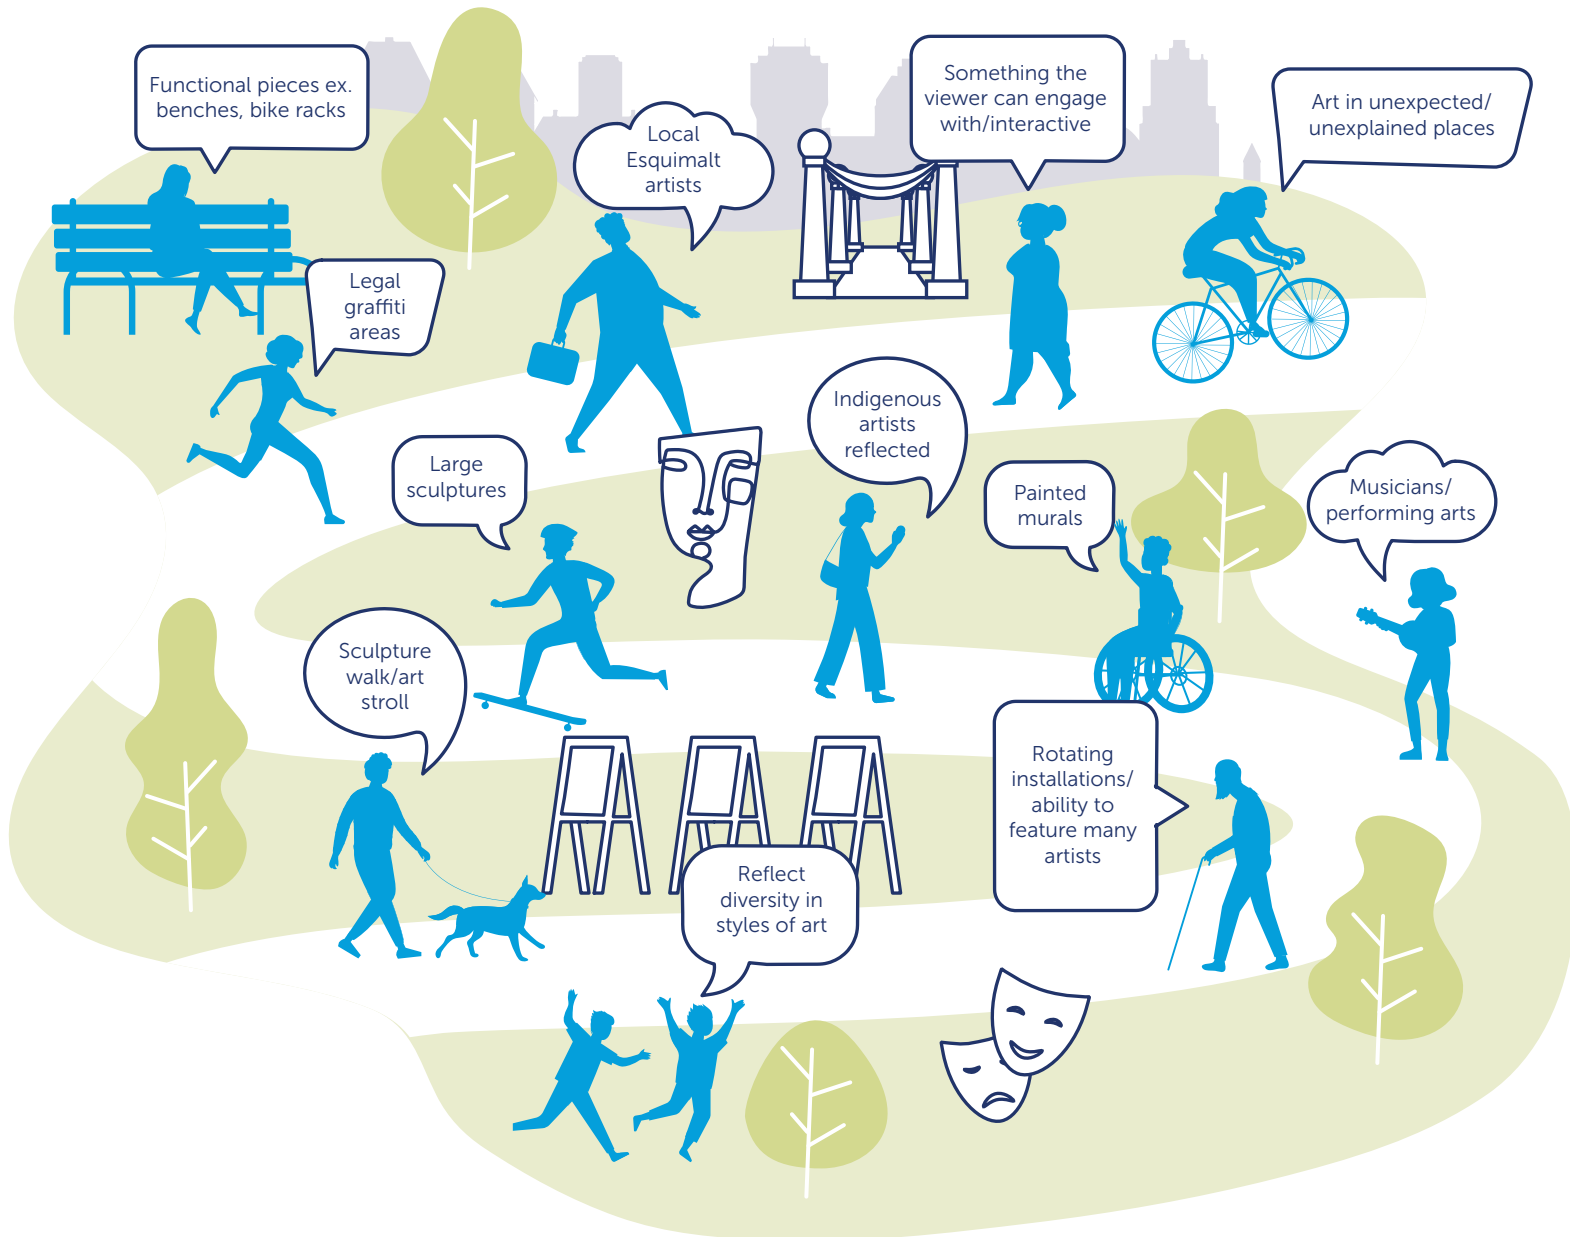 Functional pieces ex.
benches, bike racks
Local
Esquimalt
artists
Something the
viewer can engage
with/interactive
Art in unexpected/
unexplained places
Legal
graffiti
areas
Indigenous
artists
reflected
Large
sculptures
Painted
murals
Musicians/
performing arts
Sculpture
walk/art
stroll
Rotating
installations/
ability to
feature many
artists
Reflect
diversity in
styles of art